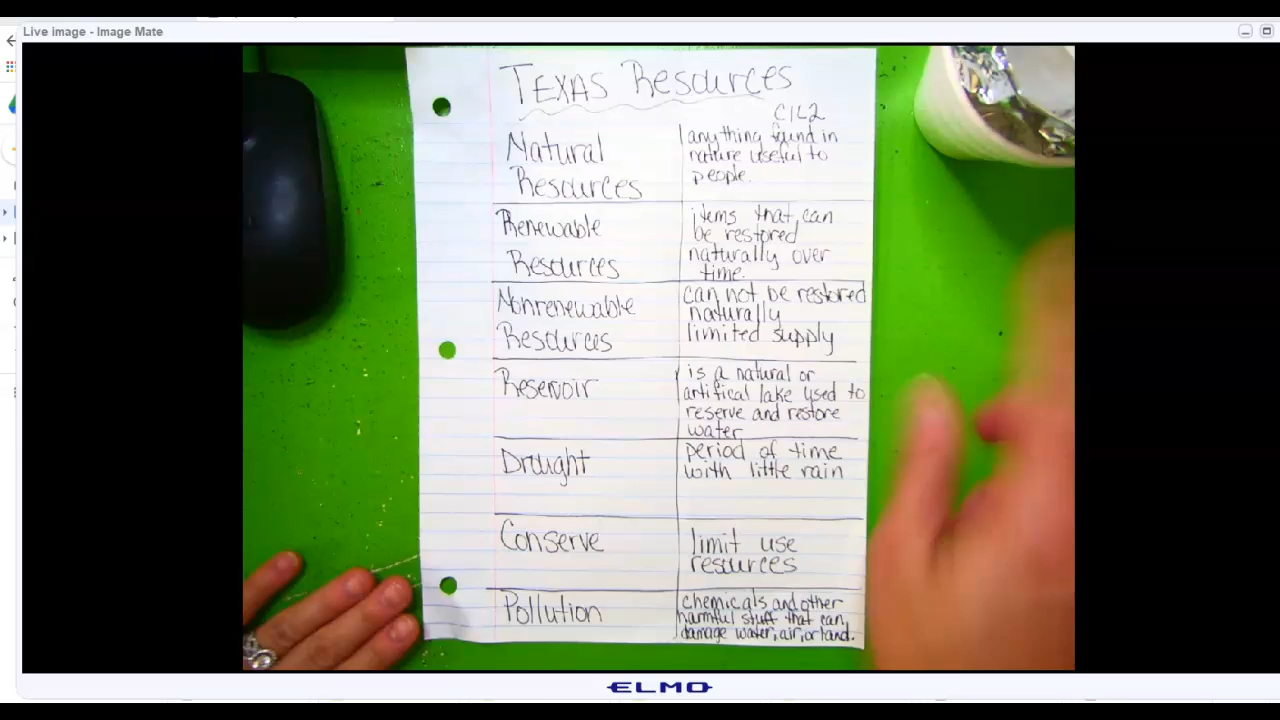 Live image - Image Mate
TEXAS Resources
C1L2
Natural
Resources
anything found in
nature useful to
people.
Renewable
Resources
items that can
be restored
naturally over
time.
Nonrenewable
Resources
can not be restored
naturally
limited supply
Reservoir
is a natural or
artifical lake used to
reserve and restore
water
Drought
period of time
with little rain
Conserve
limit use
resources
Pollution
chemicals and other
harmful stuff that can
damage water, air, or land.
ELMO